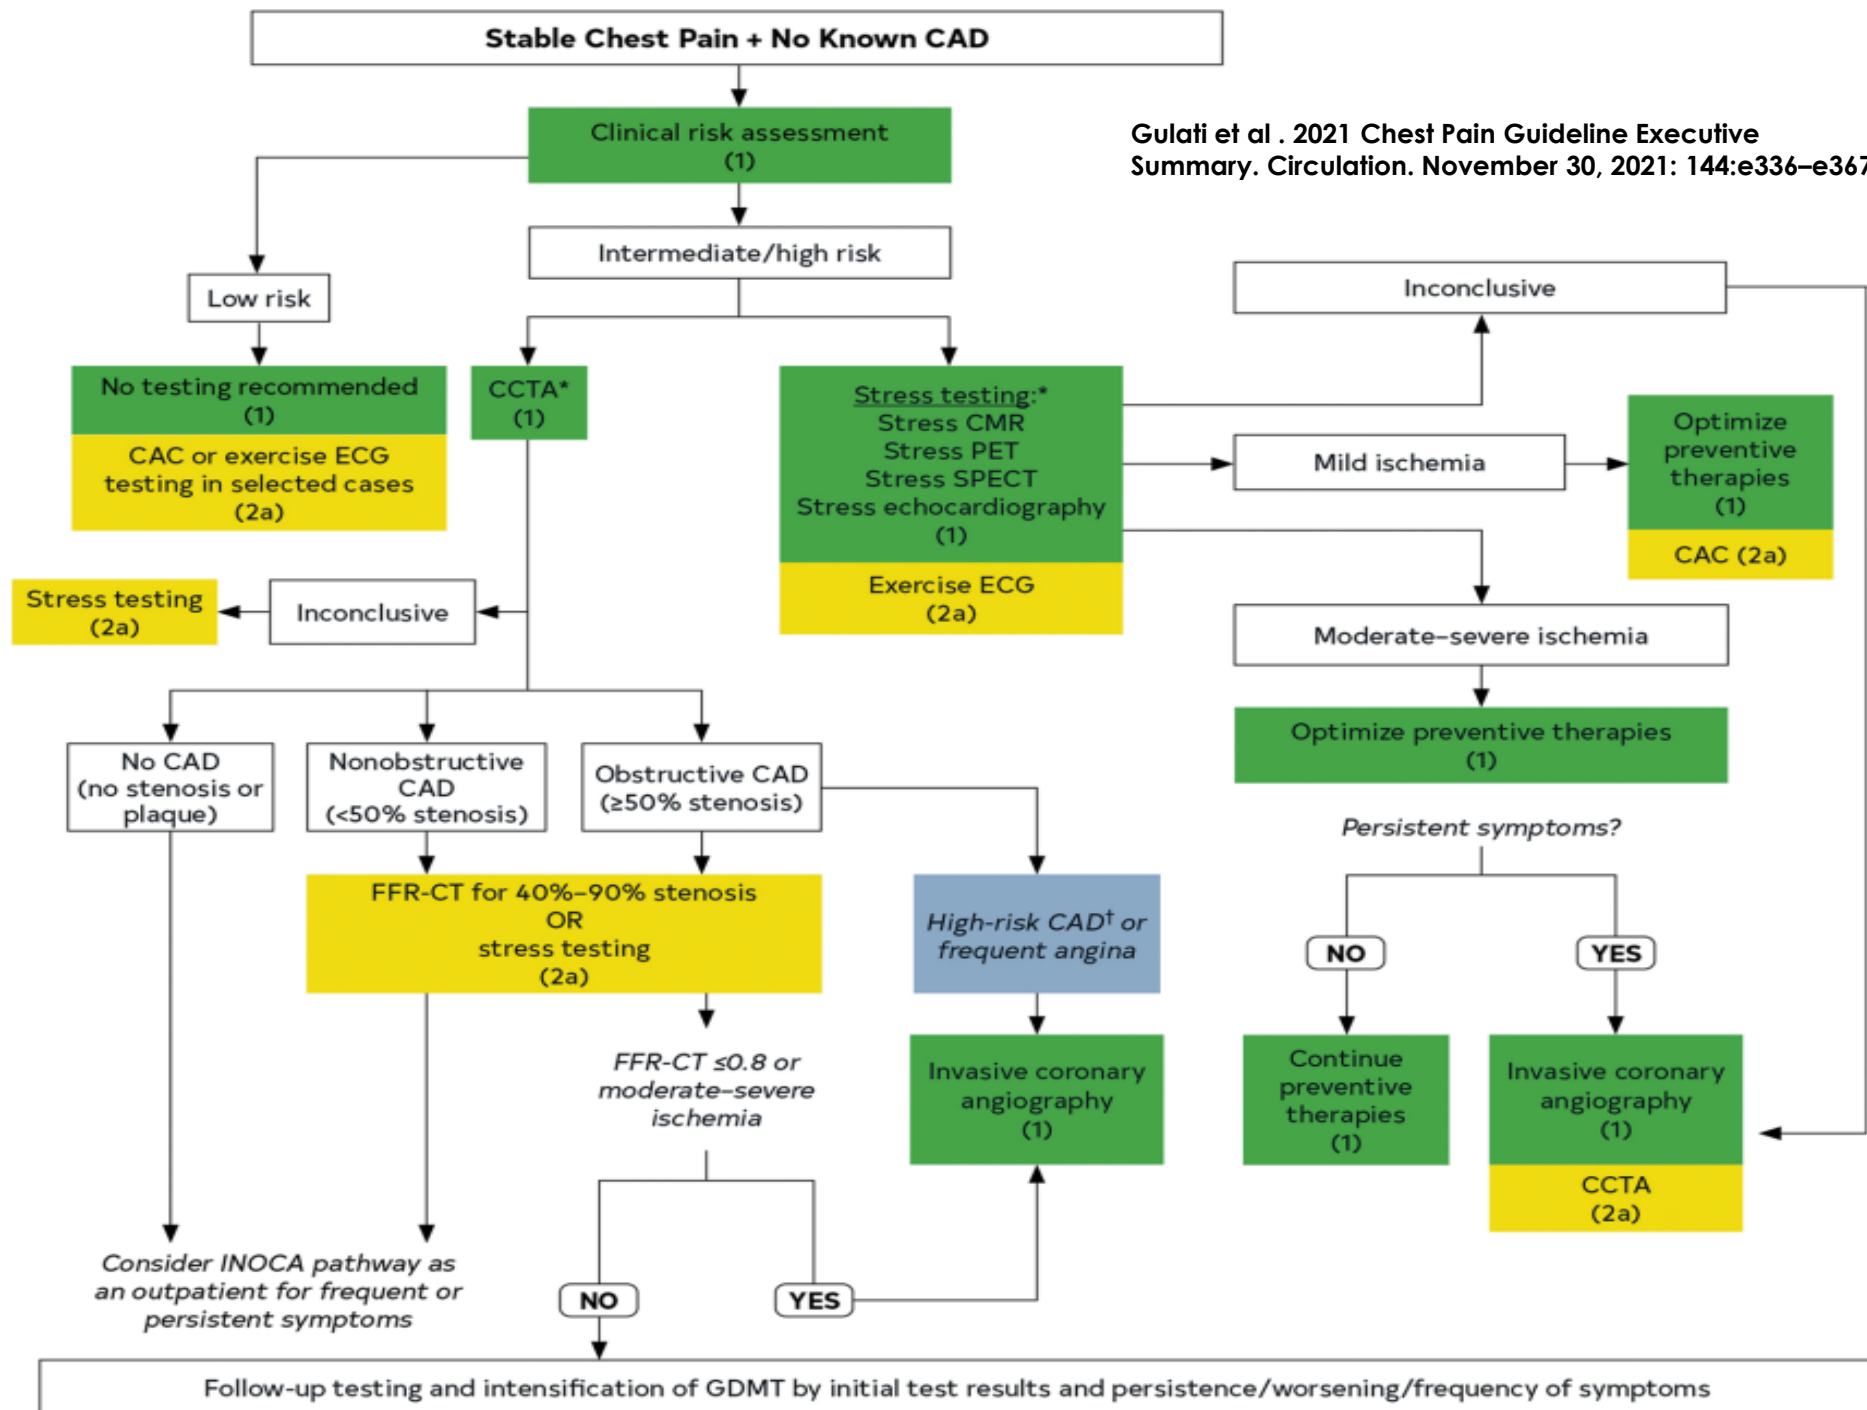 Stable Chest Pain + No Known CAD
Gulati et al . 2021 Chest Pain Guideline Executive
Summary. Circulation. November 30, 2021: 144:e336–e367
Clinical risk assessment
(1)
Intermediate/high risk
Low risk
No testing recommended
(1)
CAC or exercise ECG
testing in selected cases
(2a)
CCTA*
(1)
Stress testing:*
Stress CMR
Stress PET
Stress SPECT
Stress echocardiography
(1)
Exercise ECG
(2a)
Inconclusive
Mild ischemia
Optimize
preventive
therapies
(1)
CAC (2a)
Stress testing
(2a)
Inconclusive
Moderate–severe ischemia
Optimize preventive therapies
(1)
No CAD
(no stenosis or
plaque)
Nonobstructive
CAD
(<50% stenosis)
Obstructive CAD
(≥50% stenosis)
Persistent symptoms?
FFR-CT for 40%–90% stenosis
OR
stress testing
(2a)
High-risk CAD† or
frequent angina
NO
YES
FFR-CT ≤0.8 or
moderate–severe
ischemia
Invasive coronary
angiography
(1)
Continue
preventive
therapies
(1)
Invasive coronary
angiography
(1)
CCTA
(2a)
Consider INOCA pathway as
an outpatient for frequent or
persistent symptoms
NO
YES
Follow-up testing and intensification of GDMT by initial test results and persistence/worsening/frequency of symptoms